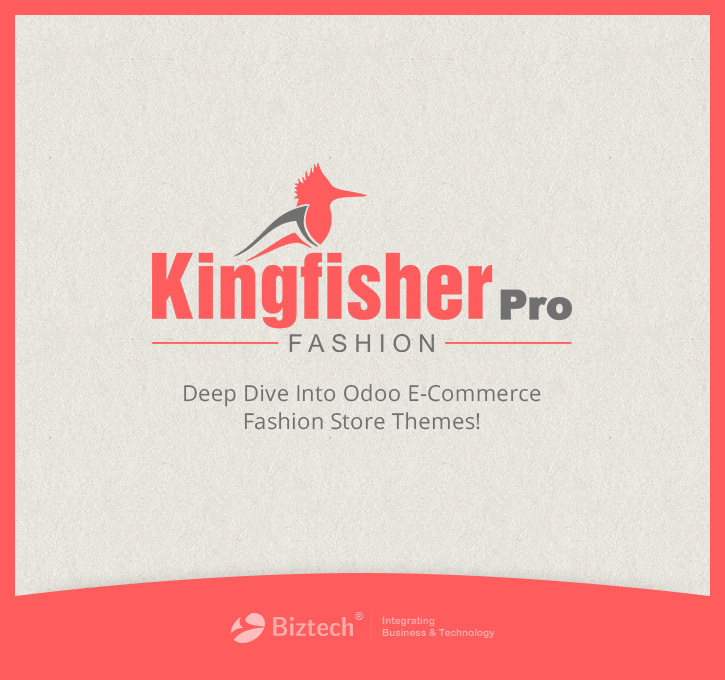 Kingfisher Pro
FASHION
Deep Dive Into Odoo E-Commerce
Fashion Store Themes!
Biztech®
Integrating
Business & Technology